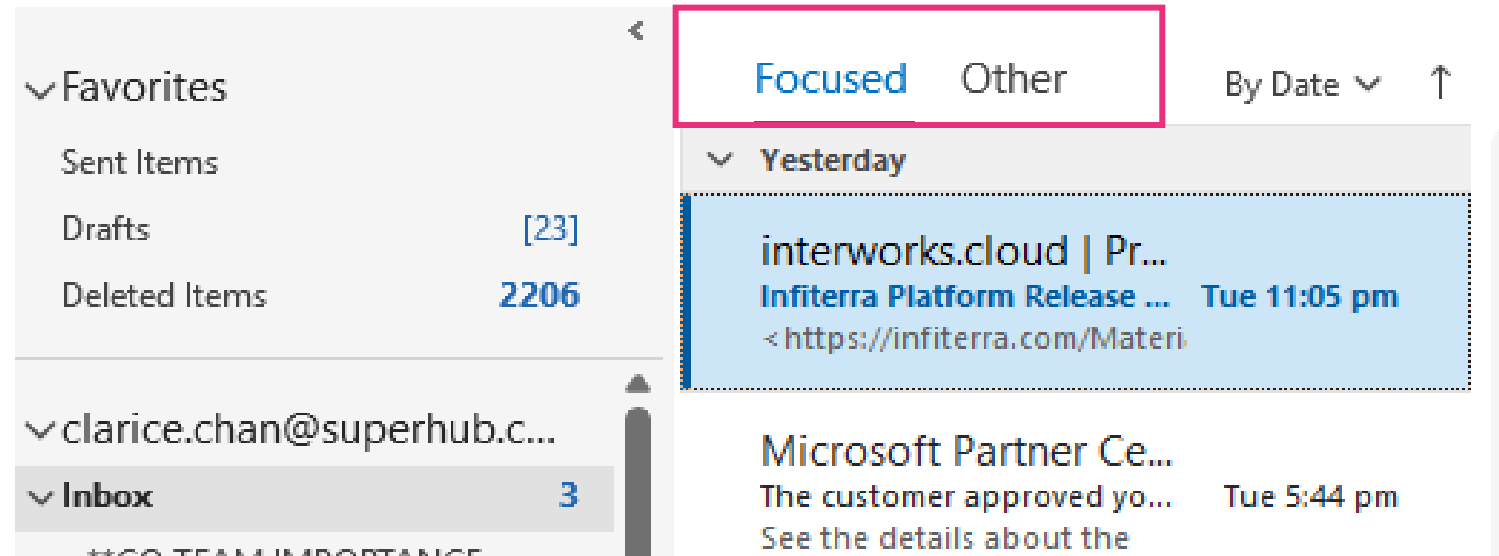 Favorites
Sent Items
Drafts [23]
Deleted Items 2206
clarice.chan@superhub.c...
Inbox 3
Focused Other By Date
Yesterday
interworks.cloud | Pr...
Infiterra Platform Release ... Tue 11:05 pm
<https://infiterra.com/Materi
Microsoft Partner Ce...
The customer approved yo... Tue 5:44 pm
See the details about the